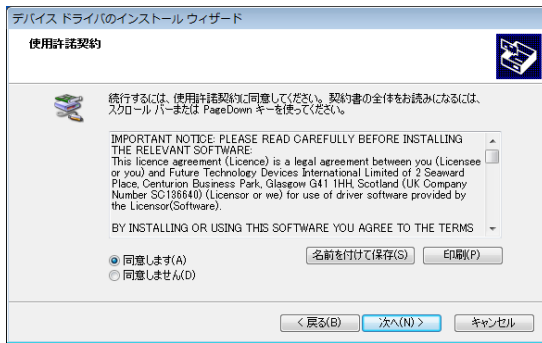 デバイス ドライバのインストール ウィザード
使用許諾契約
続行するには、使用許諾契約に同意してください。契約書の全体をお読みになるには、
スクロール バーまたは PageDown キーを使ってください。
IMPORTANT NOTICE: PLEASE READ CAREFULLY BEFORE INSTALLING
THE RELEVANT SOFTWARE:
This licence agreement (Licence) is a legal agreement between you (Licensee
or you) and Future Technology Devices International Limited of 2 Seaward
Place, Centurion Business Park, Glasgow G41 1HH, Scotland (UK Company
Number SC136640) (Licensor or we) for use of driver software provided by
the Licensor(Software).
BY INSTALLING OR USING THIS SOFTWARE YOU AGREE TO THE TERMS
同意します(A)
名前を付けて保存(S)
印刷(P)
同意しません(D)
< 戻る(B)
次へ(N) >
キャンセル